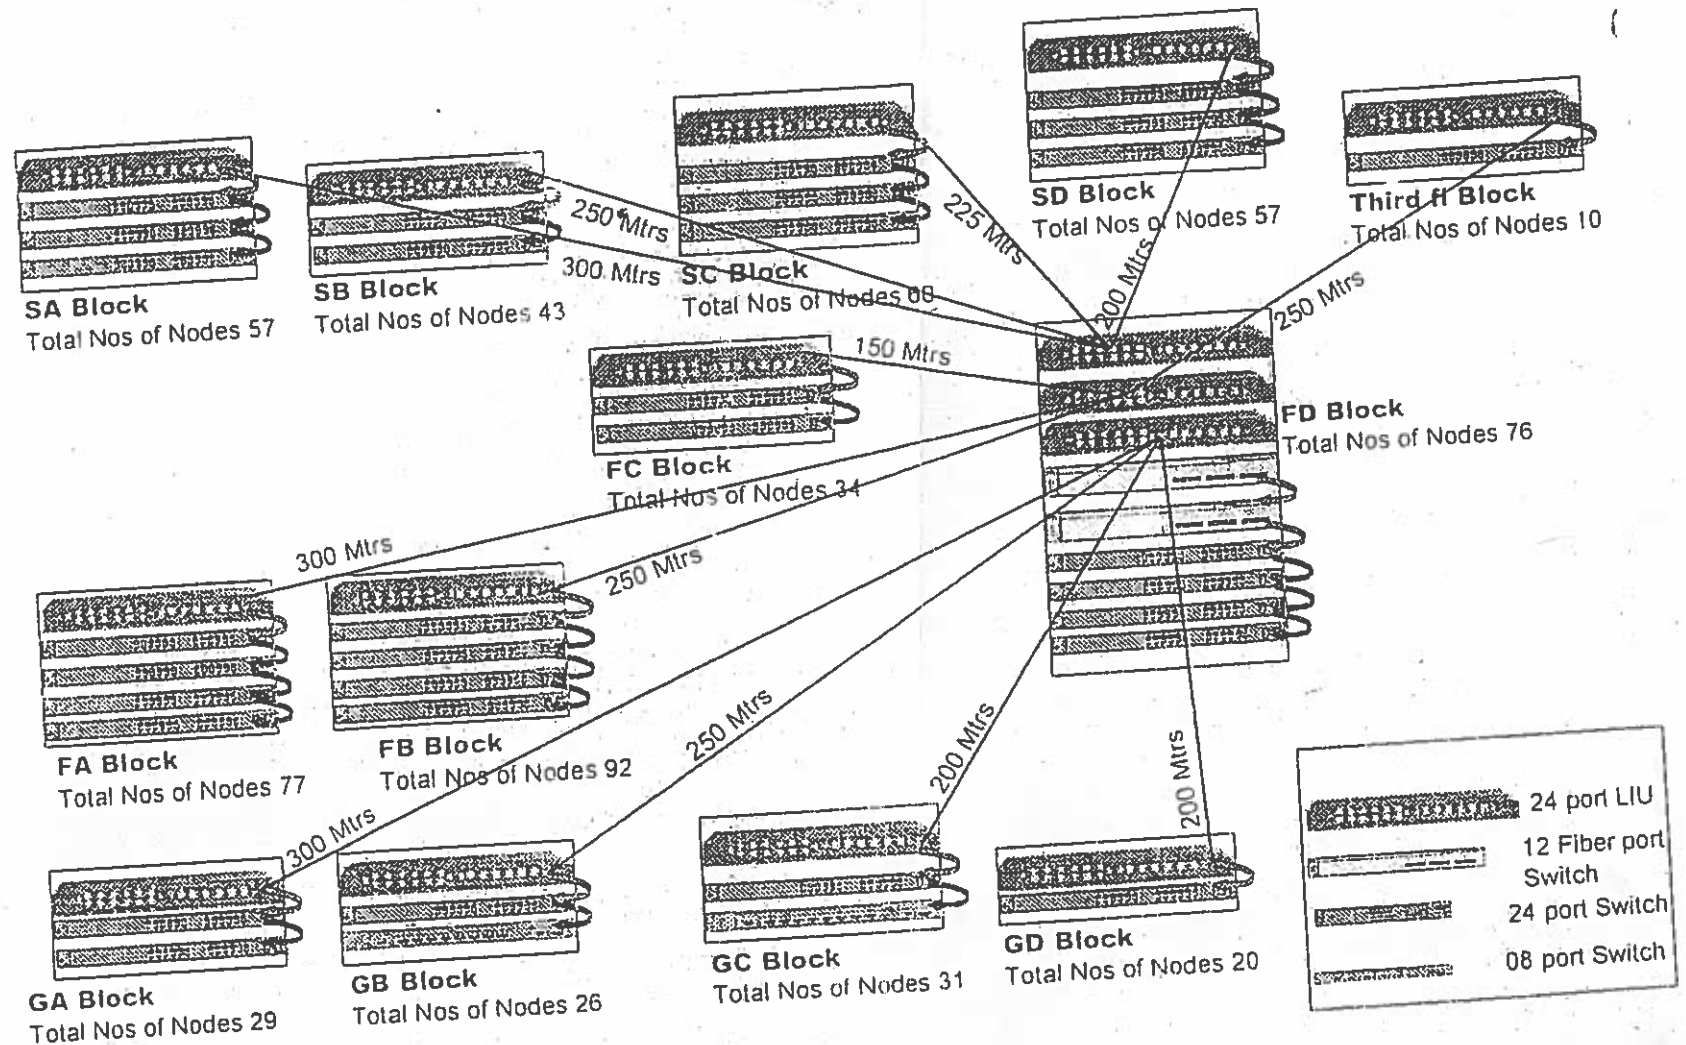 SD Block
Total Nos of Nodes 57
Third fl Block
Total Nos of Nodes 10
SA Block
Total Nos of Nodes 57
SB Block
Total Nos of Nodes 43
250 Mtrs
300 Mtrs
SC Block
Total Nos of Nodes
225 Mtrs
200 Mtrs
250 Mtrs
150 Mtrs
FC Block
Total Nos of Nodes 34
FD Block
Total Nos of Nodes 76
300 Mtrs
250 Mtrs
FA Block
Total Nos of Nodes 77
FB Block
Total Nos of Nodes 92
300 Mtrs
250 Mtrs
200 Mtrs
200 Mtrs
GA Block
Total Nos of Nodes 29
GB Block
Total Nos of Nodes 26
GC Block
Total Nos of Nodes 31
GD Block
Total Nos of Nodes 20
24 port LIU
12 Fiber port
Switch
24 port Switch
08 port Switch